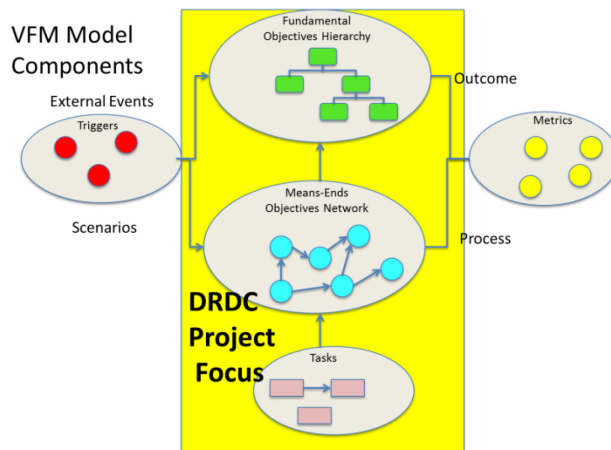 VFM Model
Components
External Events
Triggers
Scenarios
Fundamental
Objectives Hierarchy
Outcome
Metrics
Means-Ends
Objectives Network
Process
DRDC
Project
Focus
Tasks